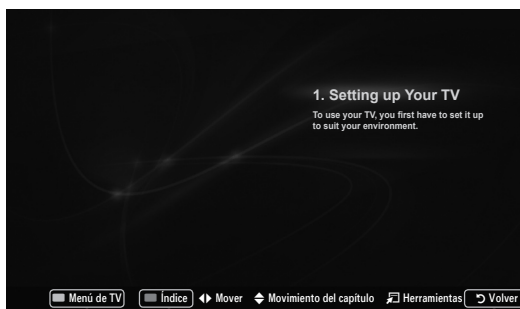 1. Setting up Your TV
To use your TV, you first have to set it up
to suit your environment.
Menú de TV Índice Mover Movimiento del capítulo Herramientas Volver